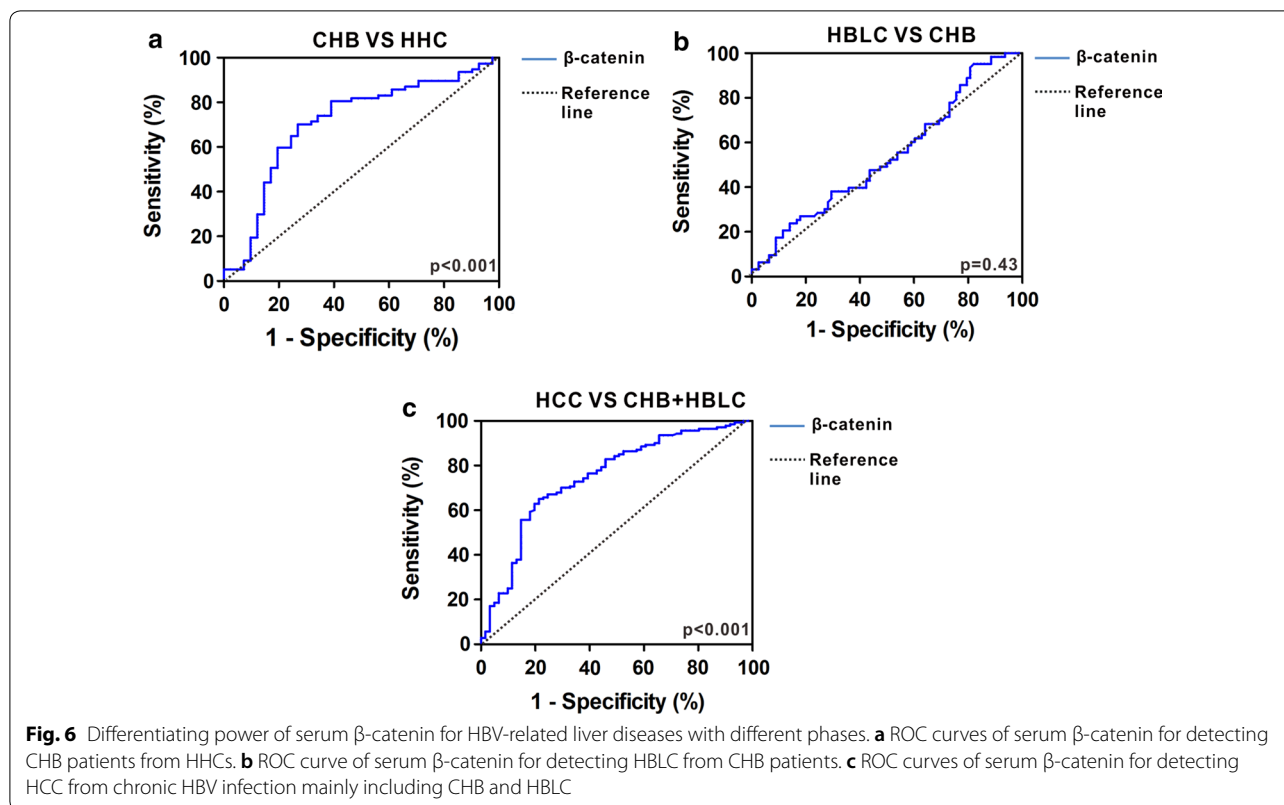 a
CHB VS HHC
β-catenin
Reference
line
100
80
60
40
20
0
Sensitivity (%)
p<0.001
0 20 40 60 80 100
1 - Specificity (%)
b
HBLC VS CHB
β-catenin
Reference
line
100
80
60
40
20
0
Sensitivity (%)
p=0.43
0 20 40 60 80 100
1- Specificity (%)
c
HCC VS CHB+HBLC
β-catenin
Reference
line
100
80
60
40
20
0
Sensitivity (%)
p<0.001
0 20 40 60 80 100
1 - Specificity (%)
Fig. 6 Differentiating power of serum β-catenin for HBV-related liver diseases with different phases. a ROC curves of serum β-catenin for detecting
CHB patients from HHCs. b ROC curve of serum β-catenin for detecting HBLC from CHB patients. c ROC curves of serum β-catenin for detecting
HCC from chronic HBV infection mainly including CHB and HBLC